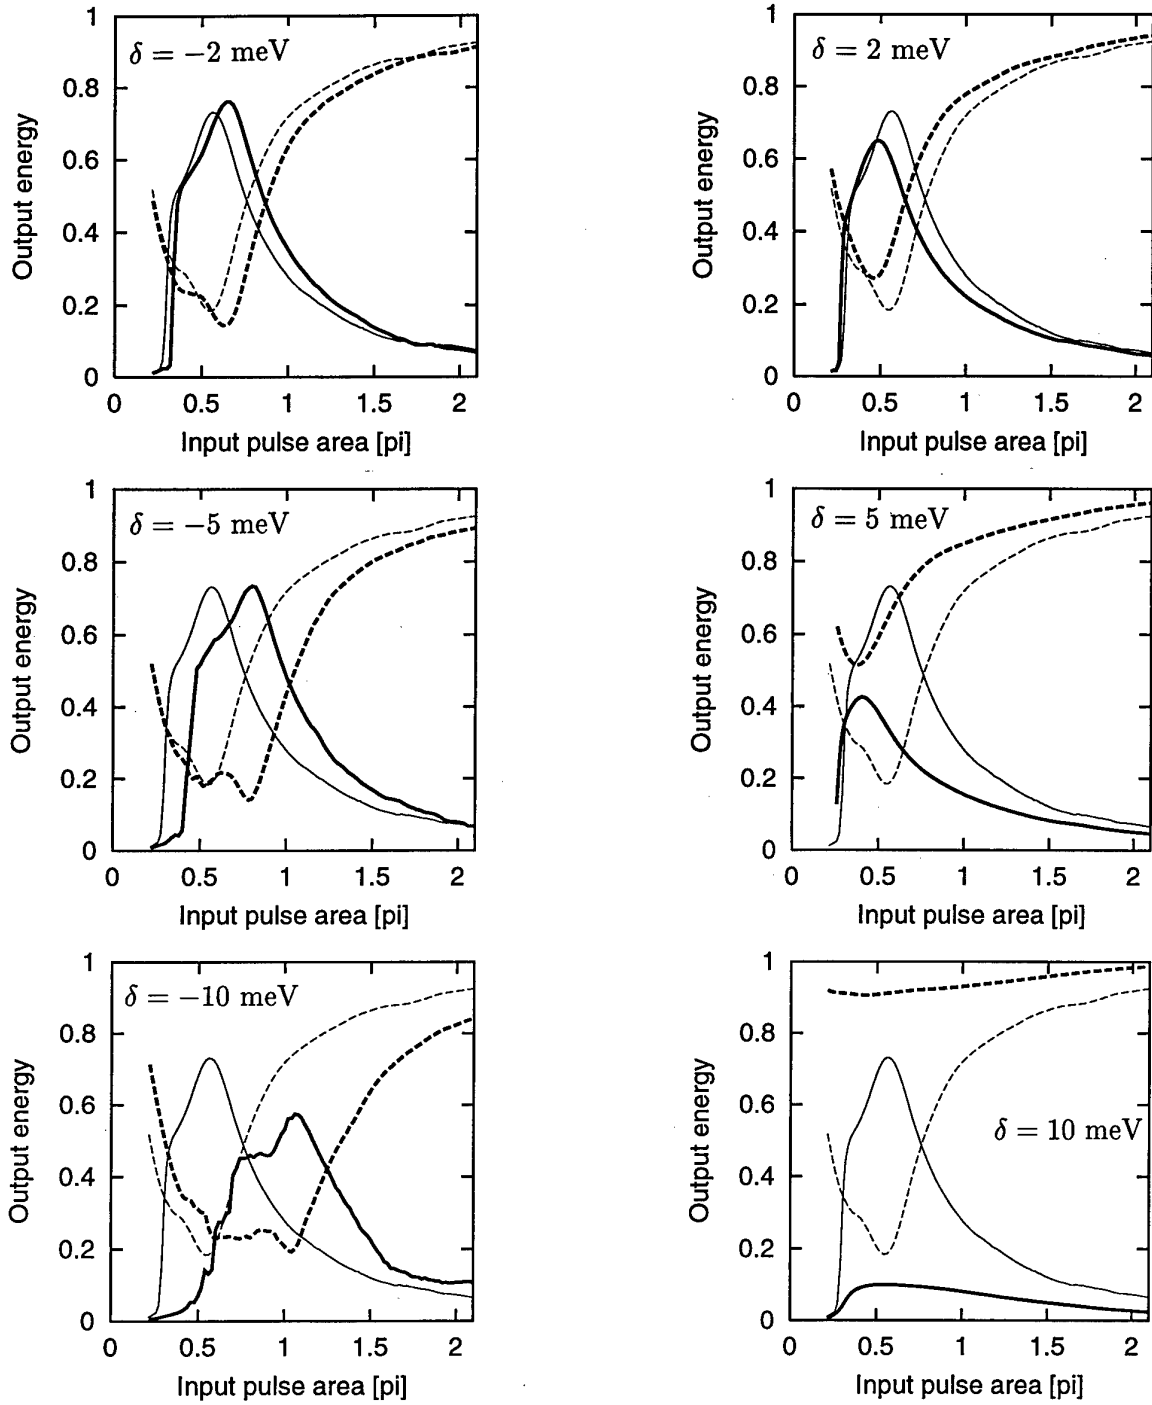 1
δ = −2 meV
0.8
0.6
0.4
0.2
0
Output energy
0 0.5 1 1.5 2
Input pulse area [pi]
1
δ = 2 meV
0.8
0.6
0.4
0.2
0
Output energy
0 0.5 1 1.5 2
Input pulse area [pi]
1
δ = −5 meV
0.8
0.6
0.4
0.2
0
Output energy
0 0.5 1 1.5 2
Input pulse area [pi]
1
δ = 5 meV
0.8
0.6
0.4
0.2
0
Output energy
0 0.5 1 1.5 2
Input pulse area [pi]
1
δ = −10 meV
0.8
0.6
0.4
0.2
0
Output energy
0 0.5 1 1.5 2
Input pulse area [pi]
1
0.8
0.6
δ = 10 meV
0.4
0.2
0
Output energy
0 0.5 1 1.5 2
Input pulse area [pi]